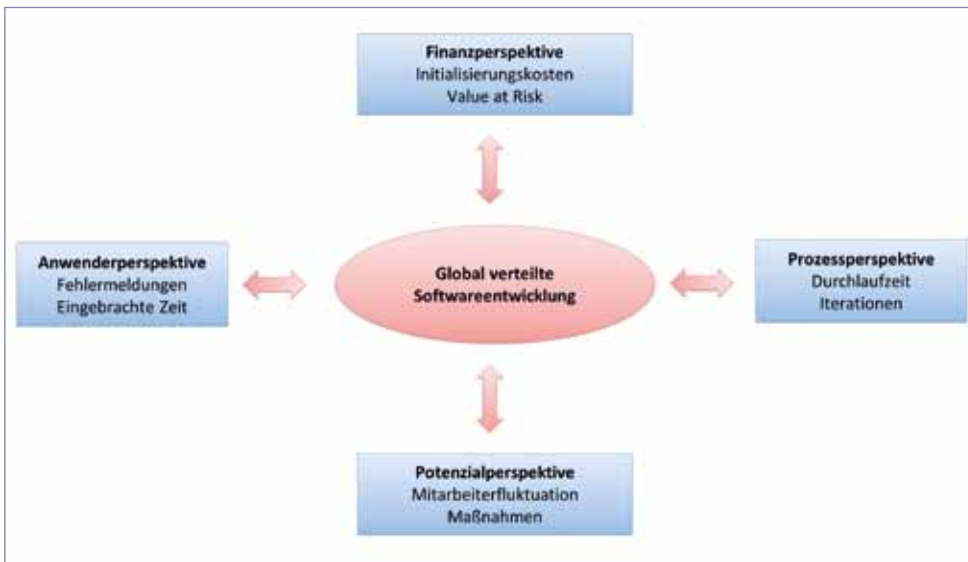 Finanzperspektive
Initialisierungskosten
Value at Risk
Anwenderperspektive
Fehlermeldungen
Eingebrachte Zeit
Global verteilte
Softwareentwicklung
Prozessperspektive
Durchlaufzeit
Iterationen
Potenzialperspektive
Mitarbeiterfluktuation
Maßnahmen